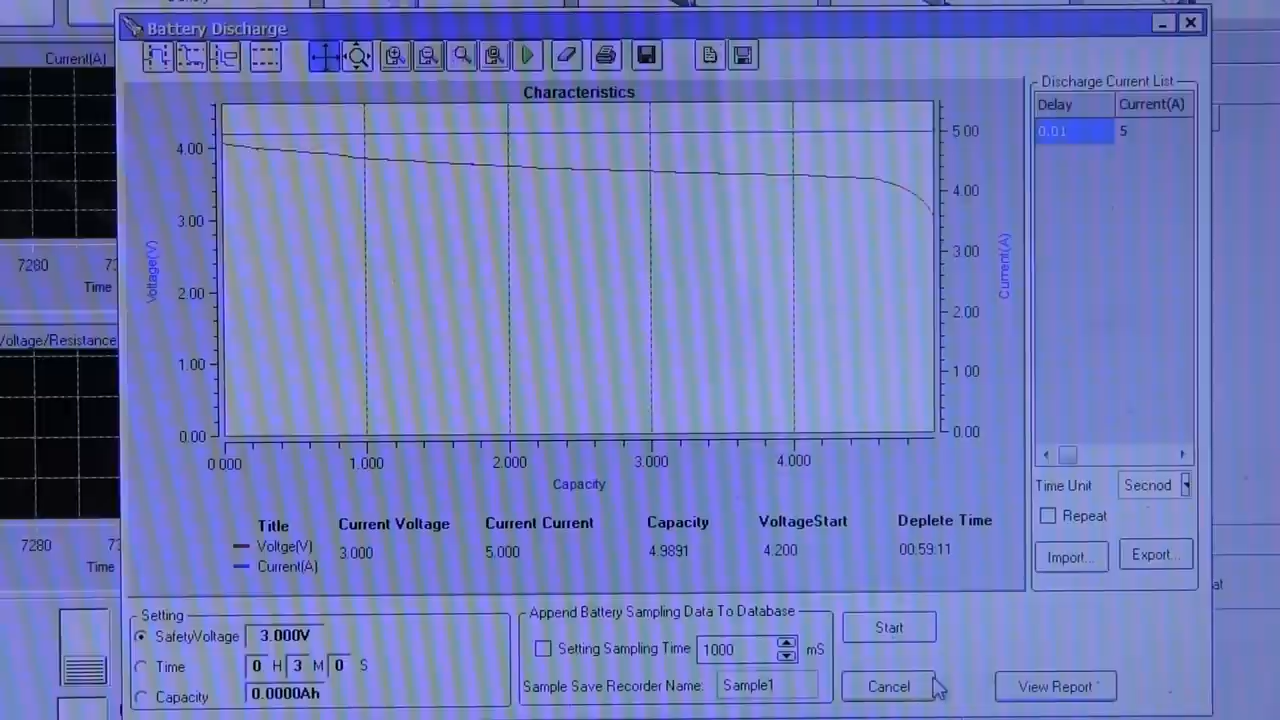 Battery Discharge
Current(A)
Characteristics
Discharge Current List
Delay Current(A)
0.01 5
4.00
3.00
2.00
1.00
0.00
Voltage(V)
5.00
4.00
3.00
2.00
1.00
0.00
Current(A)
0.000 1.000 2.000 3.000 4.000
Capacity
7280
Time
Voltage/Resistance
7280
Time
Time Unit Secnod
Repeat
Import... Export...
Title Current Voltage Current Current Capacity VoltageStart Deplete Time
Voltge(V) 3.000 5.000 4.9891 4.200 00:59:11
Current(A)
Setting
SafetyVoltage 3.000V
Time 0 H 3 M 0 S
Capacity 0.0000Ah
Append Battery Sampling Data To Database
Setting Sampling Time 1000 mS
Sample Save Recorder Name: Sample1
Start
Cancel
View Report